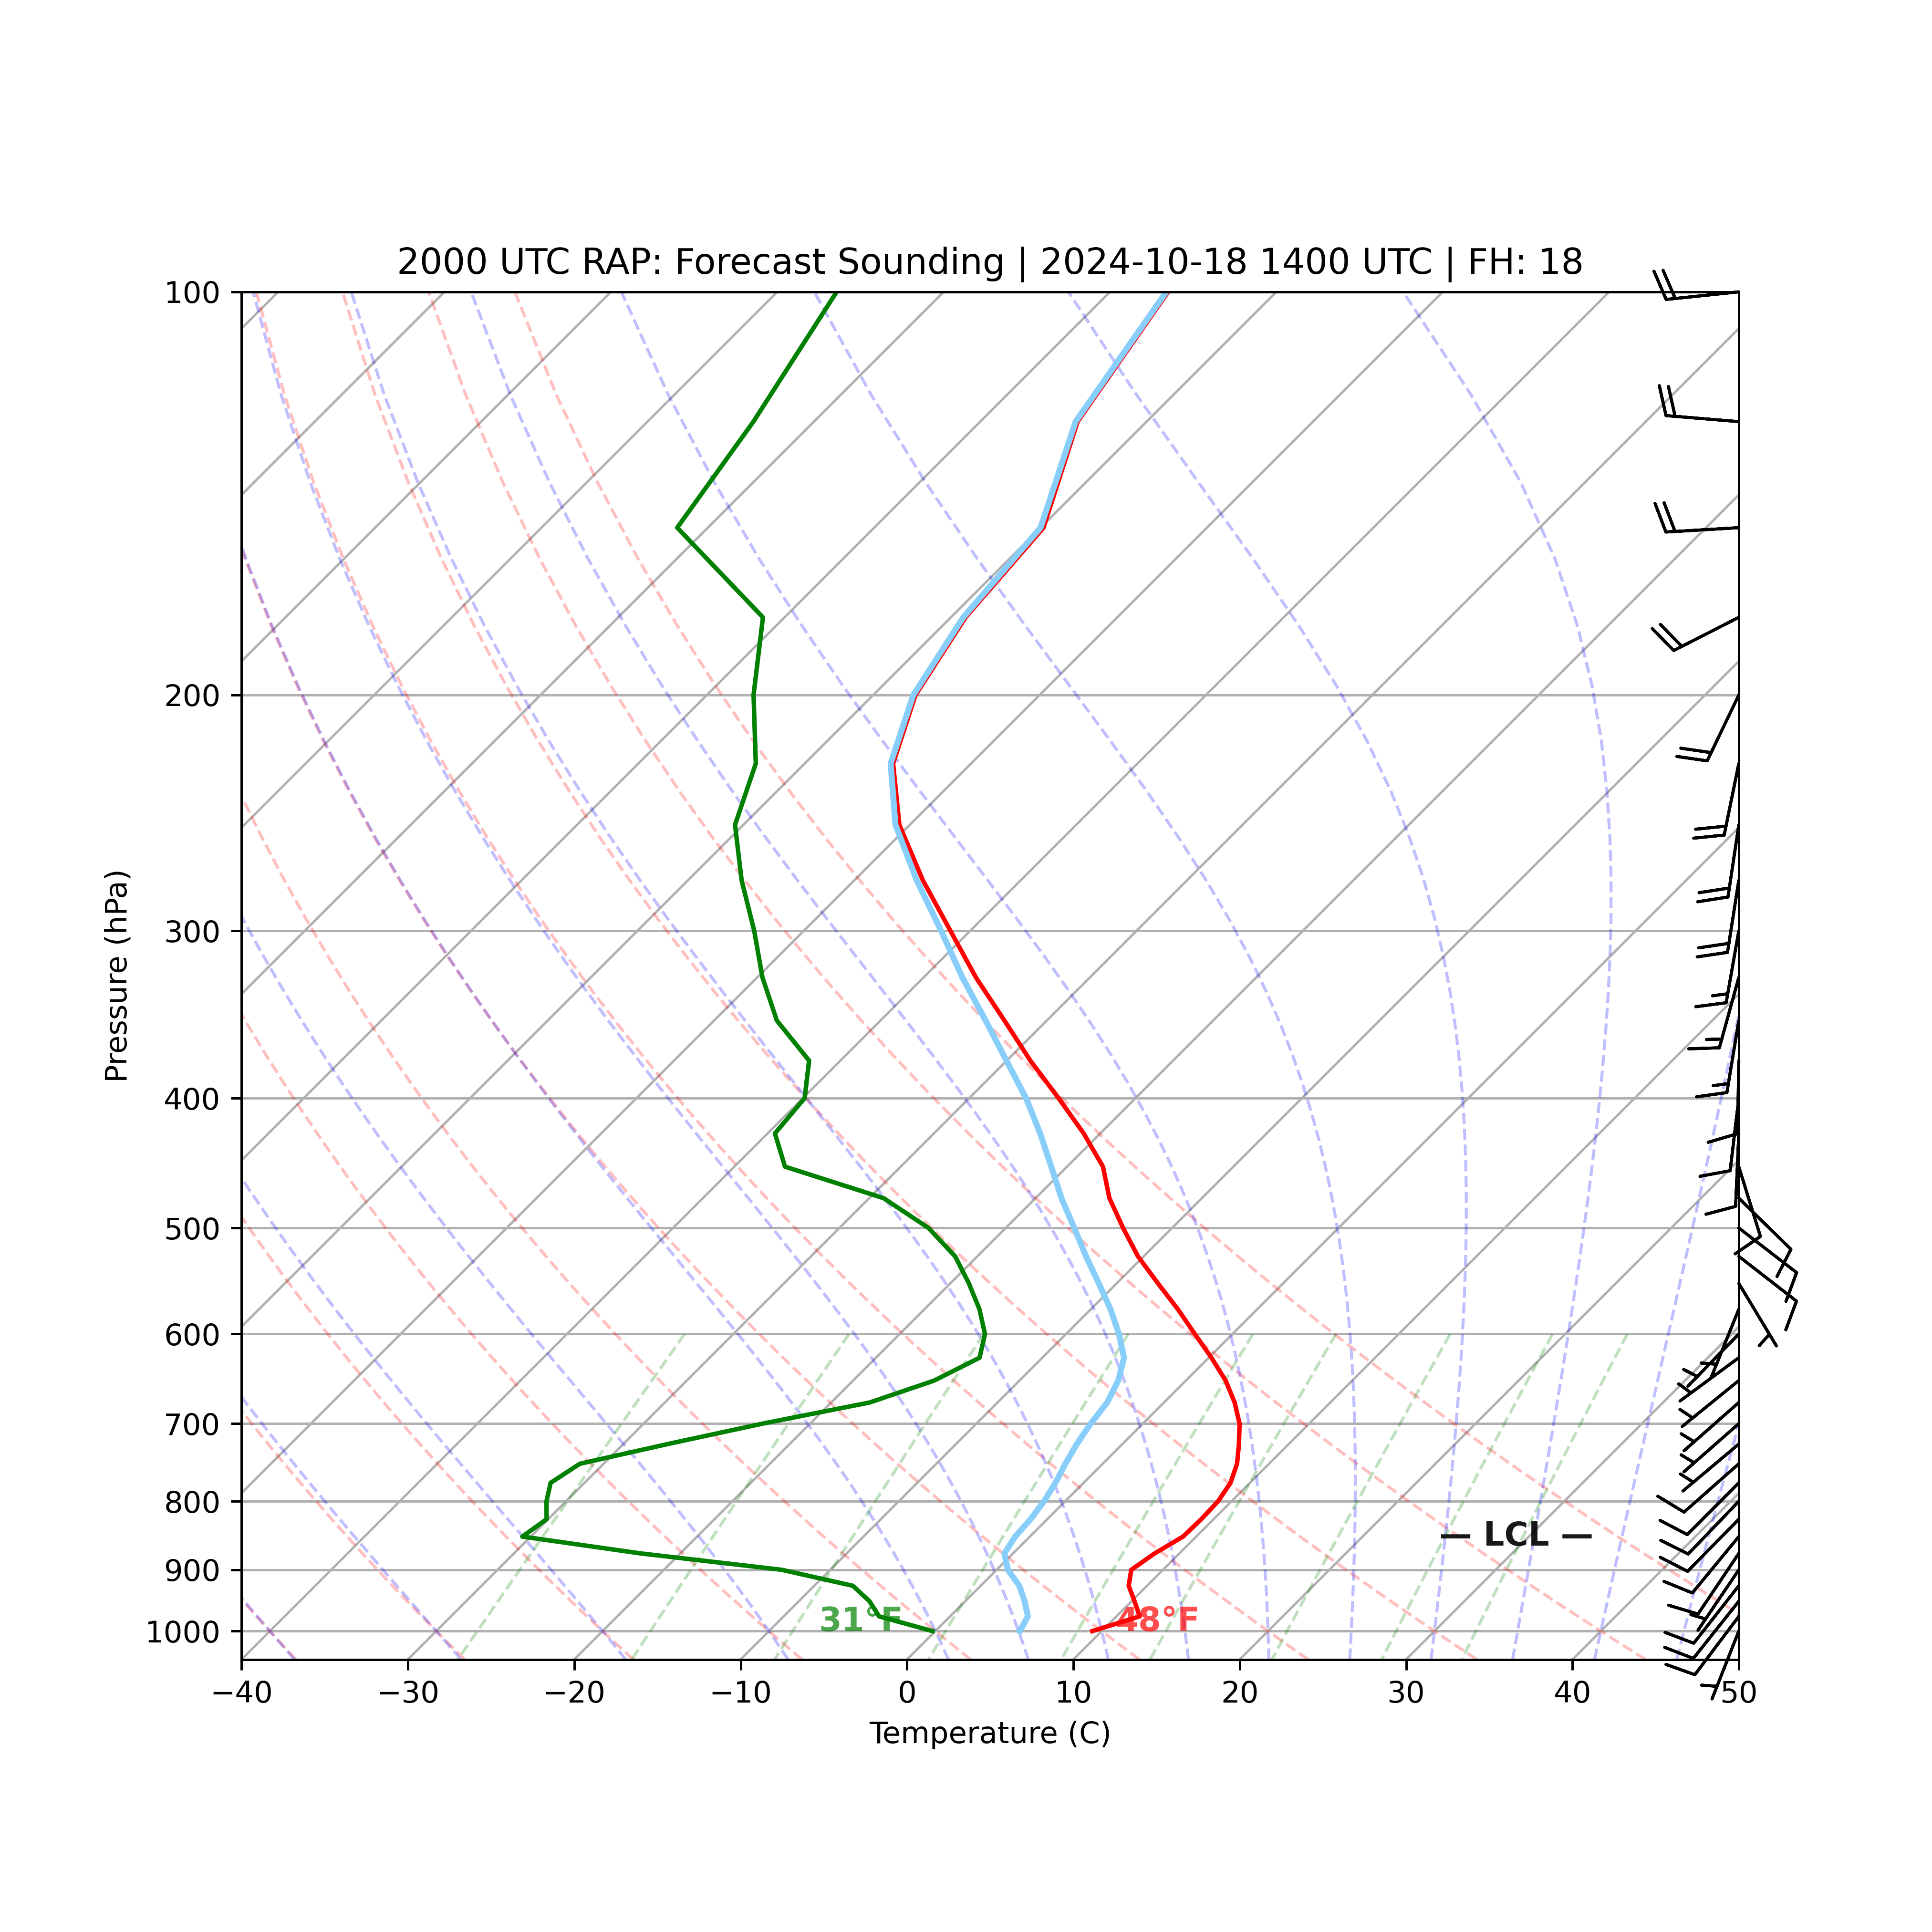 2000 UTC RAP: Forecast Sounding | 2024-10-18 1400 UTC | FH: 18
100
200
300
400
500
600
700
800
900
1000
Pressure (hPa)
— LCL —
31°F
48°F
−40 −30 −20 −10 0 10 20 30 40 50
Temperature (C)